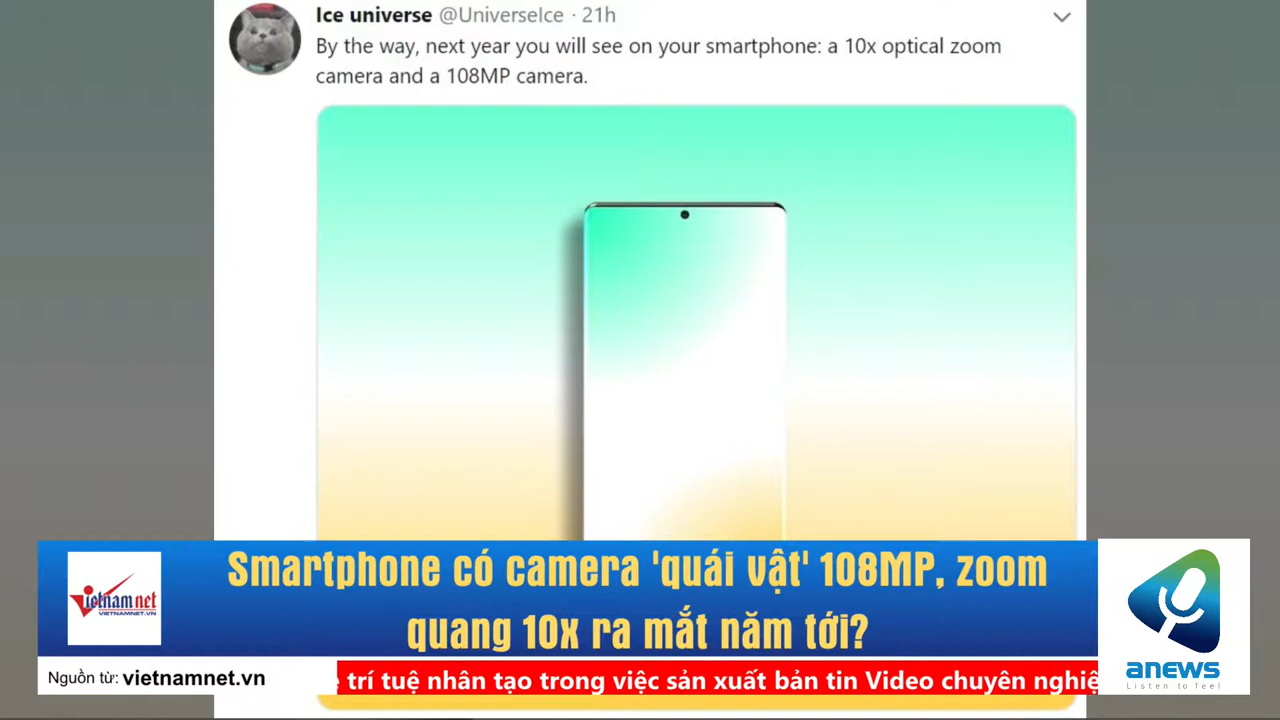 Ice universe @UniverseIce · 21h
By the way, next year you will see on your smartphone: a 10x optical zoom
camera and a 108MP camera.
Smartphone có camera 'quái vật' 108MP, zoom
quang 10x ra mắt năm tới?
Vietnamnet
VIETNAMNET.VN
Nguồn từ: vietnamnet.vn
trí tuệ nhân tạo trong việc sản xuất bản tin Video chuyên nghiệ
anews
Listen to feel